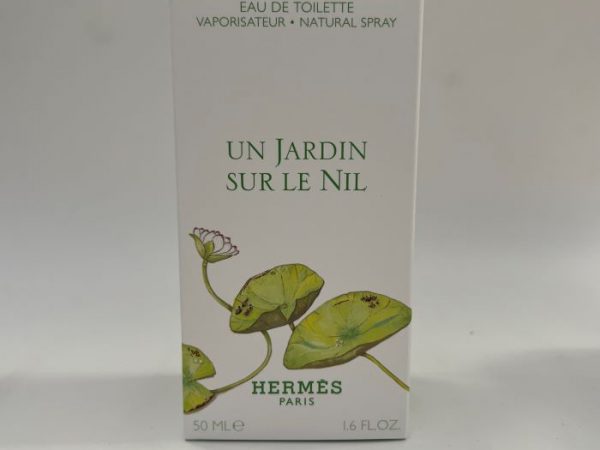 EAU DE TOILETTE
VAPORISATEUR • NATURAL SPRAY
UN JARDIN
SUR LE NIL
HERMÈS
PARIS
50 ML℮ 1.6 FL.OZ.